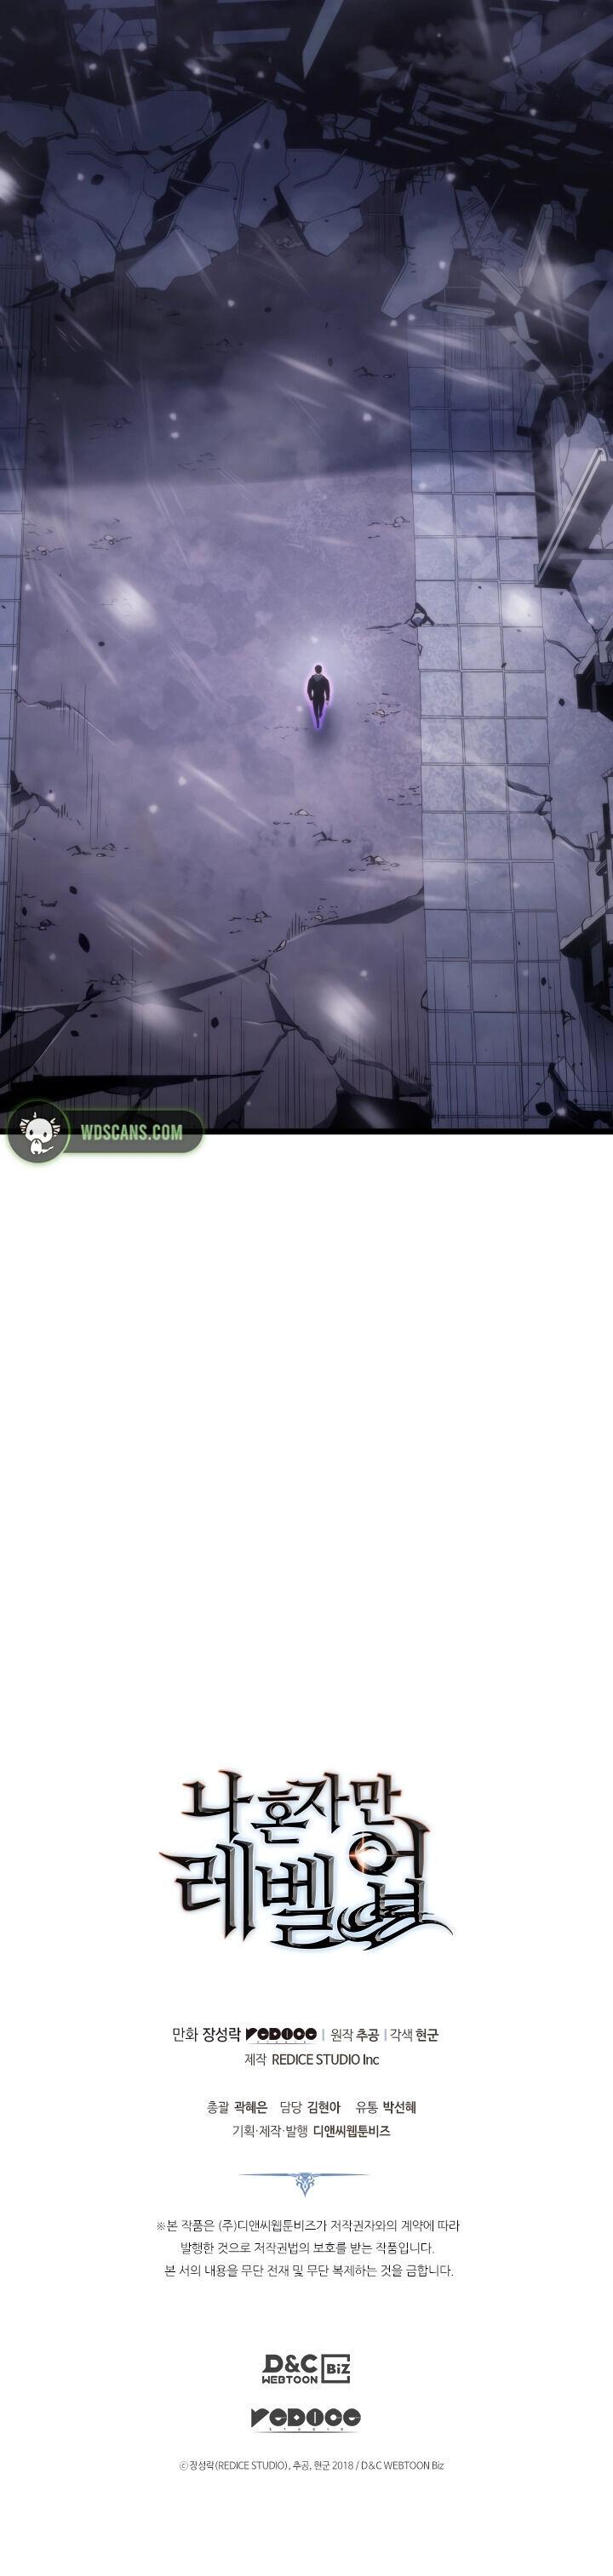 WDSCANS.COM
나 혼자만
레벨업
만화 장성락 REDICE STUDIO | 원작 추공 | 각색 현군
제작 REDICE STUDIO Inc
총괄 곽혜은 담당 김현아 유통 박선혜
기획·제작·발행 디앤씨웹툰비즈
※본 작품은 (주)디앤씨웹툰비즈가 저작권자와의 계약에 따라
발행한 것으로 저작권법의 보호를 받는 작품입니다.
본 서의 내용을 무단 전재 및 무단 복제하는 것을 금합니다.
D&C
WEBTOON BiZ
REDICE
STUDIO
ⓒ 장성락(REDICE STUDIO), 추공, 현군 2018 / D&C WEBTOON Biz